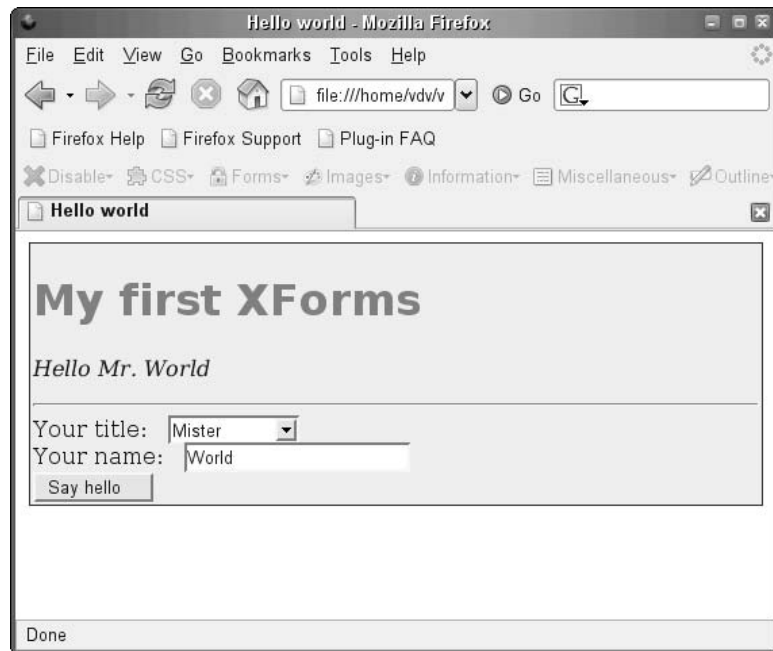 Hello world - Mozilla Firefox
File Edit View Go Bookmarks Tools Help
file:///home/vdv/v Go G
Firefox Help Firefox Support Plug-in FAQ
Disable CSS Forms Images Information Miscellaneous Outline
Hello world
My first XForms
Hello Mr. World
Your title: Mister
Your name: World
Say hello
Done